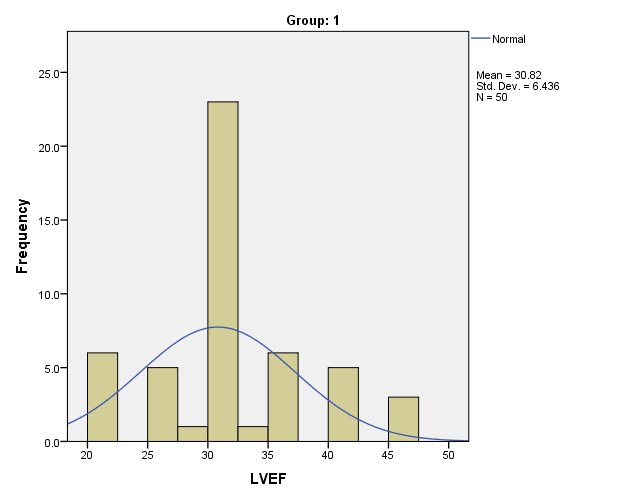 Group: 1
Normal
Mean = 30.82
Std. Dev. = 6.436
N = 50
Frequency
25.0
20.0
15.0
10.0
5.0
0.0
20 25 30 35 40 45 50
LVEF